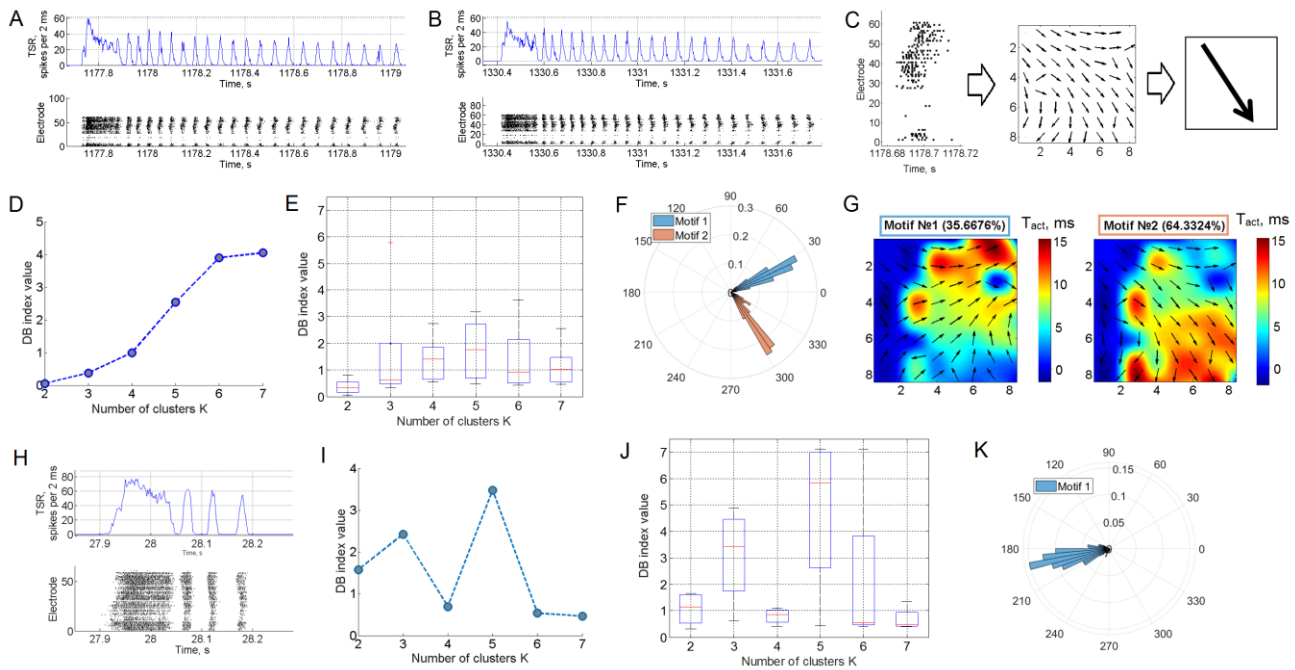 A
TSR, spikes per 2 ms
60
40
20
0
1177.8 1178 1178.2 1178.4 1178.6 1178.8 1179
Time, s
Electrode
100
50
0
1177.8 1178 1178.2 1178.4 1178.6 1178.8 1179
Time, s
B
TSR, spikes per 2 ms
60
40
20
0
1330.4 1330.6 1330.8 1331 1331.2 1331.4 1331.6
Time, s
Electrode
80
60
40
20
0
1330.4 1330.6 1330.8 1331 1331.2 1331.4 1331.6
Time, s
C
Electrode
60
50
40
30
20
10
0
1178.68 1178.7 1178.72
Time, s
2
4
6
8
2 4 6 8
D
DB index value
5
4
3
2
1
0
2 3 4 5 6 7
Number of clusters K
E
DB index value
7
6
5
4
3
2
1
0
2 3 4 5 6 7
Number of clusters K
F
Motif 1
Motif 2
90
120 60
150 30
180 0
210 330
240 300
270
0.3
0.2
0.1
0
G
Motif №1 (35.6676%)
T_act, ms
15
10
5
0
2
4
6
8
2 4 6 8
Motif №2 (64.3324%)
T_act, ms
15
10
5
0
2
4
6
8
2 4 6 8
H
TSR, spikes per 2 ms
80
60
40
20
0
27.9 28 28.1 28.2
Time, s
Electrode
50
0
27.9 28 28.1 28.2
Time, s
I
DB index value
4
3
2
1
0
2 3 4 5 6 7
Number of clusters K
J
DB index value
7
6
5
4
3
2
1
0
2 3 4 5 6 7
Number of clusters K
K
Motif 1
90
120 60
150 30
180 0
210 330
240 300
270
0.15
0.1
0.05
0